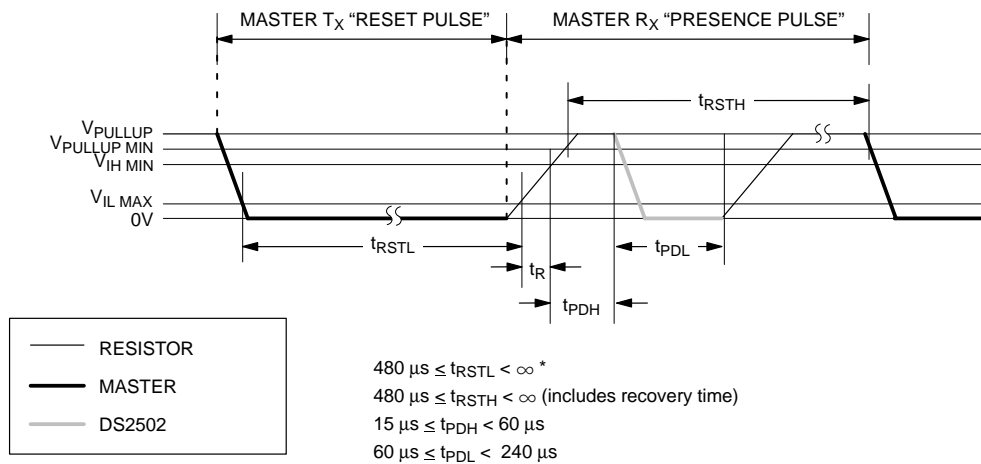 MASTER TX “RESET PULSE” MASTER RX “PRESENCE PULSE”
tRSTH
VPULLUP
VPULLUP MIN
VIH MIN
VIL MAX
0V
tRSTL
tR
tPDL
tPDH
RESISTOR
MASTER
DS2502
480 µs ≤ tRSTL < ∞ *
480 µs ≤ tRSTH < ∞ (includes recovery time)
15 µs ≤ tPDH < 60 µs
60 µs ≤ tPDL < 240 µs